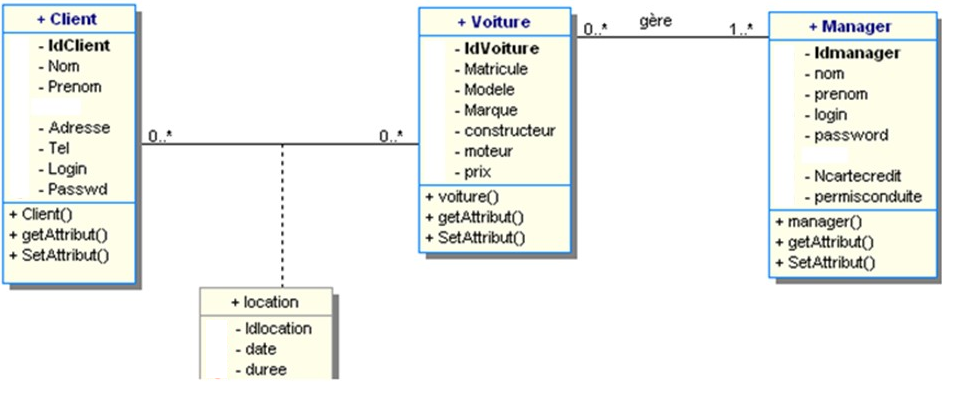 + Client
- IdClient
- Nom
- Prenom
- Adresse
- Tel
- Login
- Passwd
+ Client()
+ getAttribut()
+ SetAttribut()
0..*
0..*
+ Voiture
- IdVoiture
- Matricule
- Modele
- Marque
- constructeur
- moteur
- prix
+ voiture()
+ getAttribut()
+ SetAttribut()
0..*
gère
1..*
+ Manager
- Idmanager
- nom
- prenom
- login
- password
- Ncartecredit
- permisconduite
+ manager()
+ getAttribut()
+ SetAttribut()
+ location
- Idlocation
- date
- duree